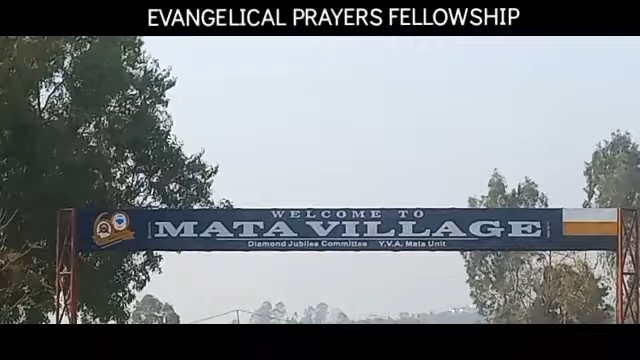 EVANGELICAL PRAYERS FELLOWSHIP
WELCOME TO
MATA VILLAGE
Diamond Jubilee Committee Y.V.A. Mata Unit